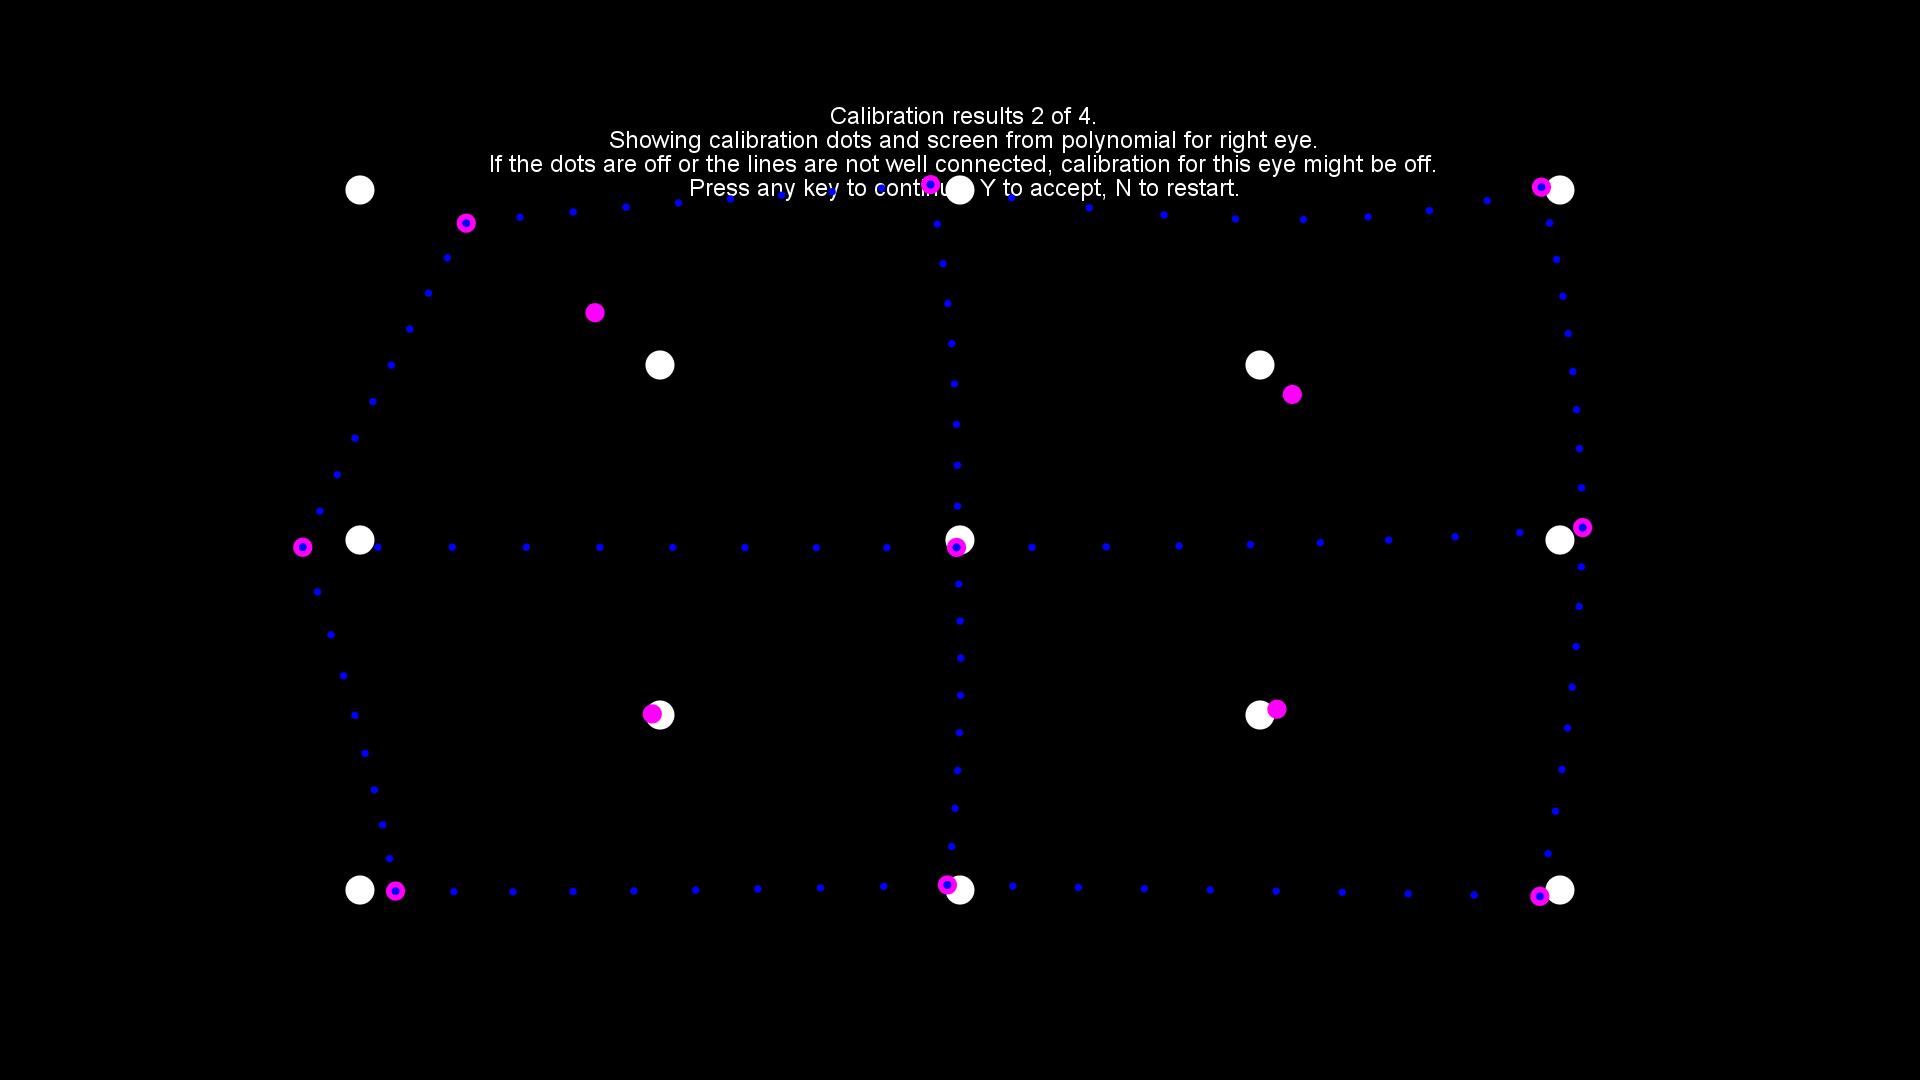 Calibration results 2 of 4.
Showing calibration dots and screen from polynomial for right eye.
If the dots are off or the lines are not well connected, calibration for this eye might be off.
Press any key to continue, Y to accept, N to restart.